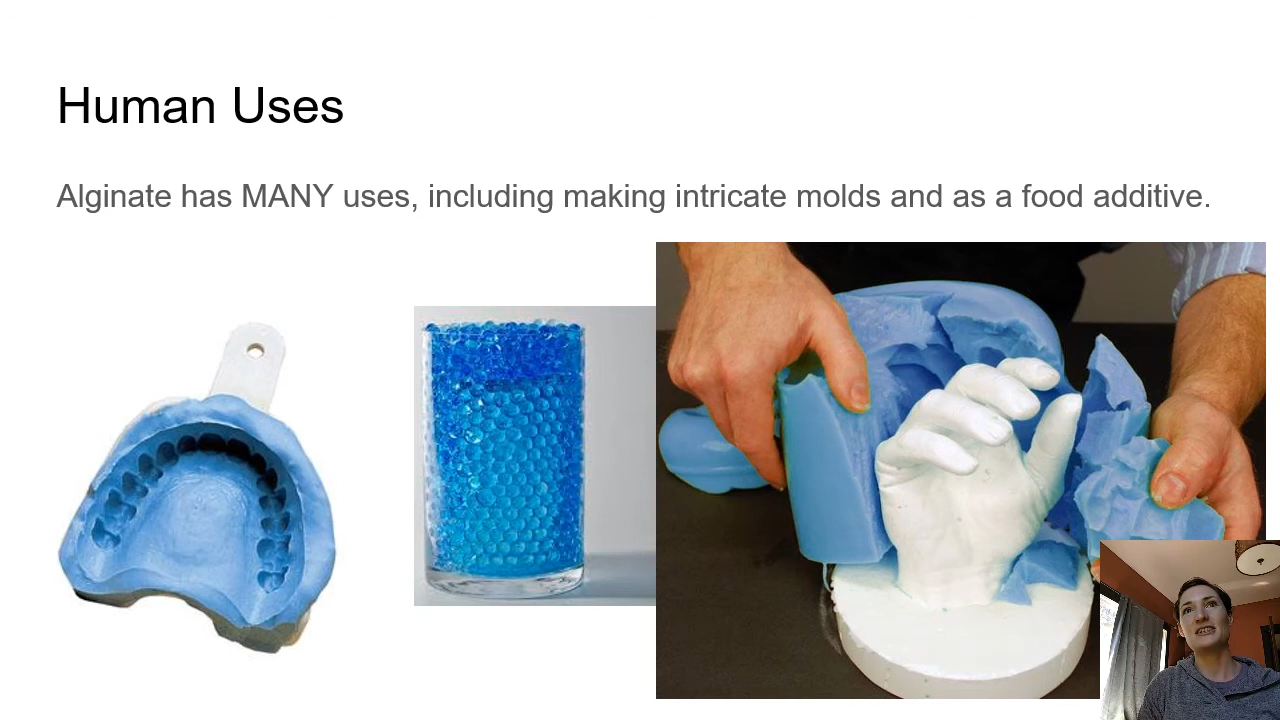 Human Uses
Alginate has MANY uses, including making intricate molds and as a food additive.